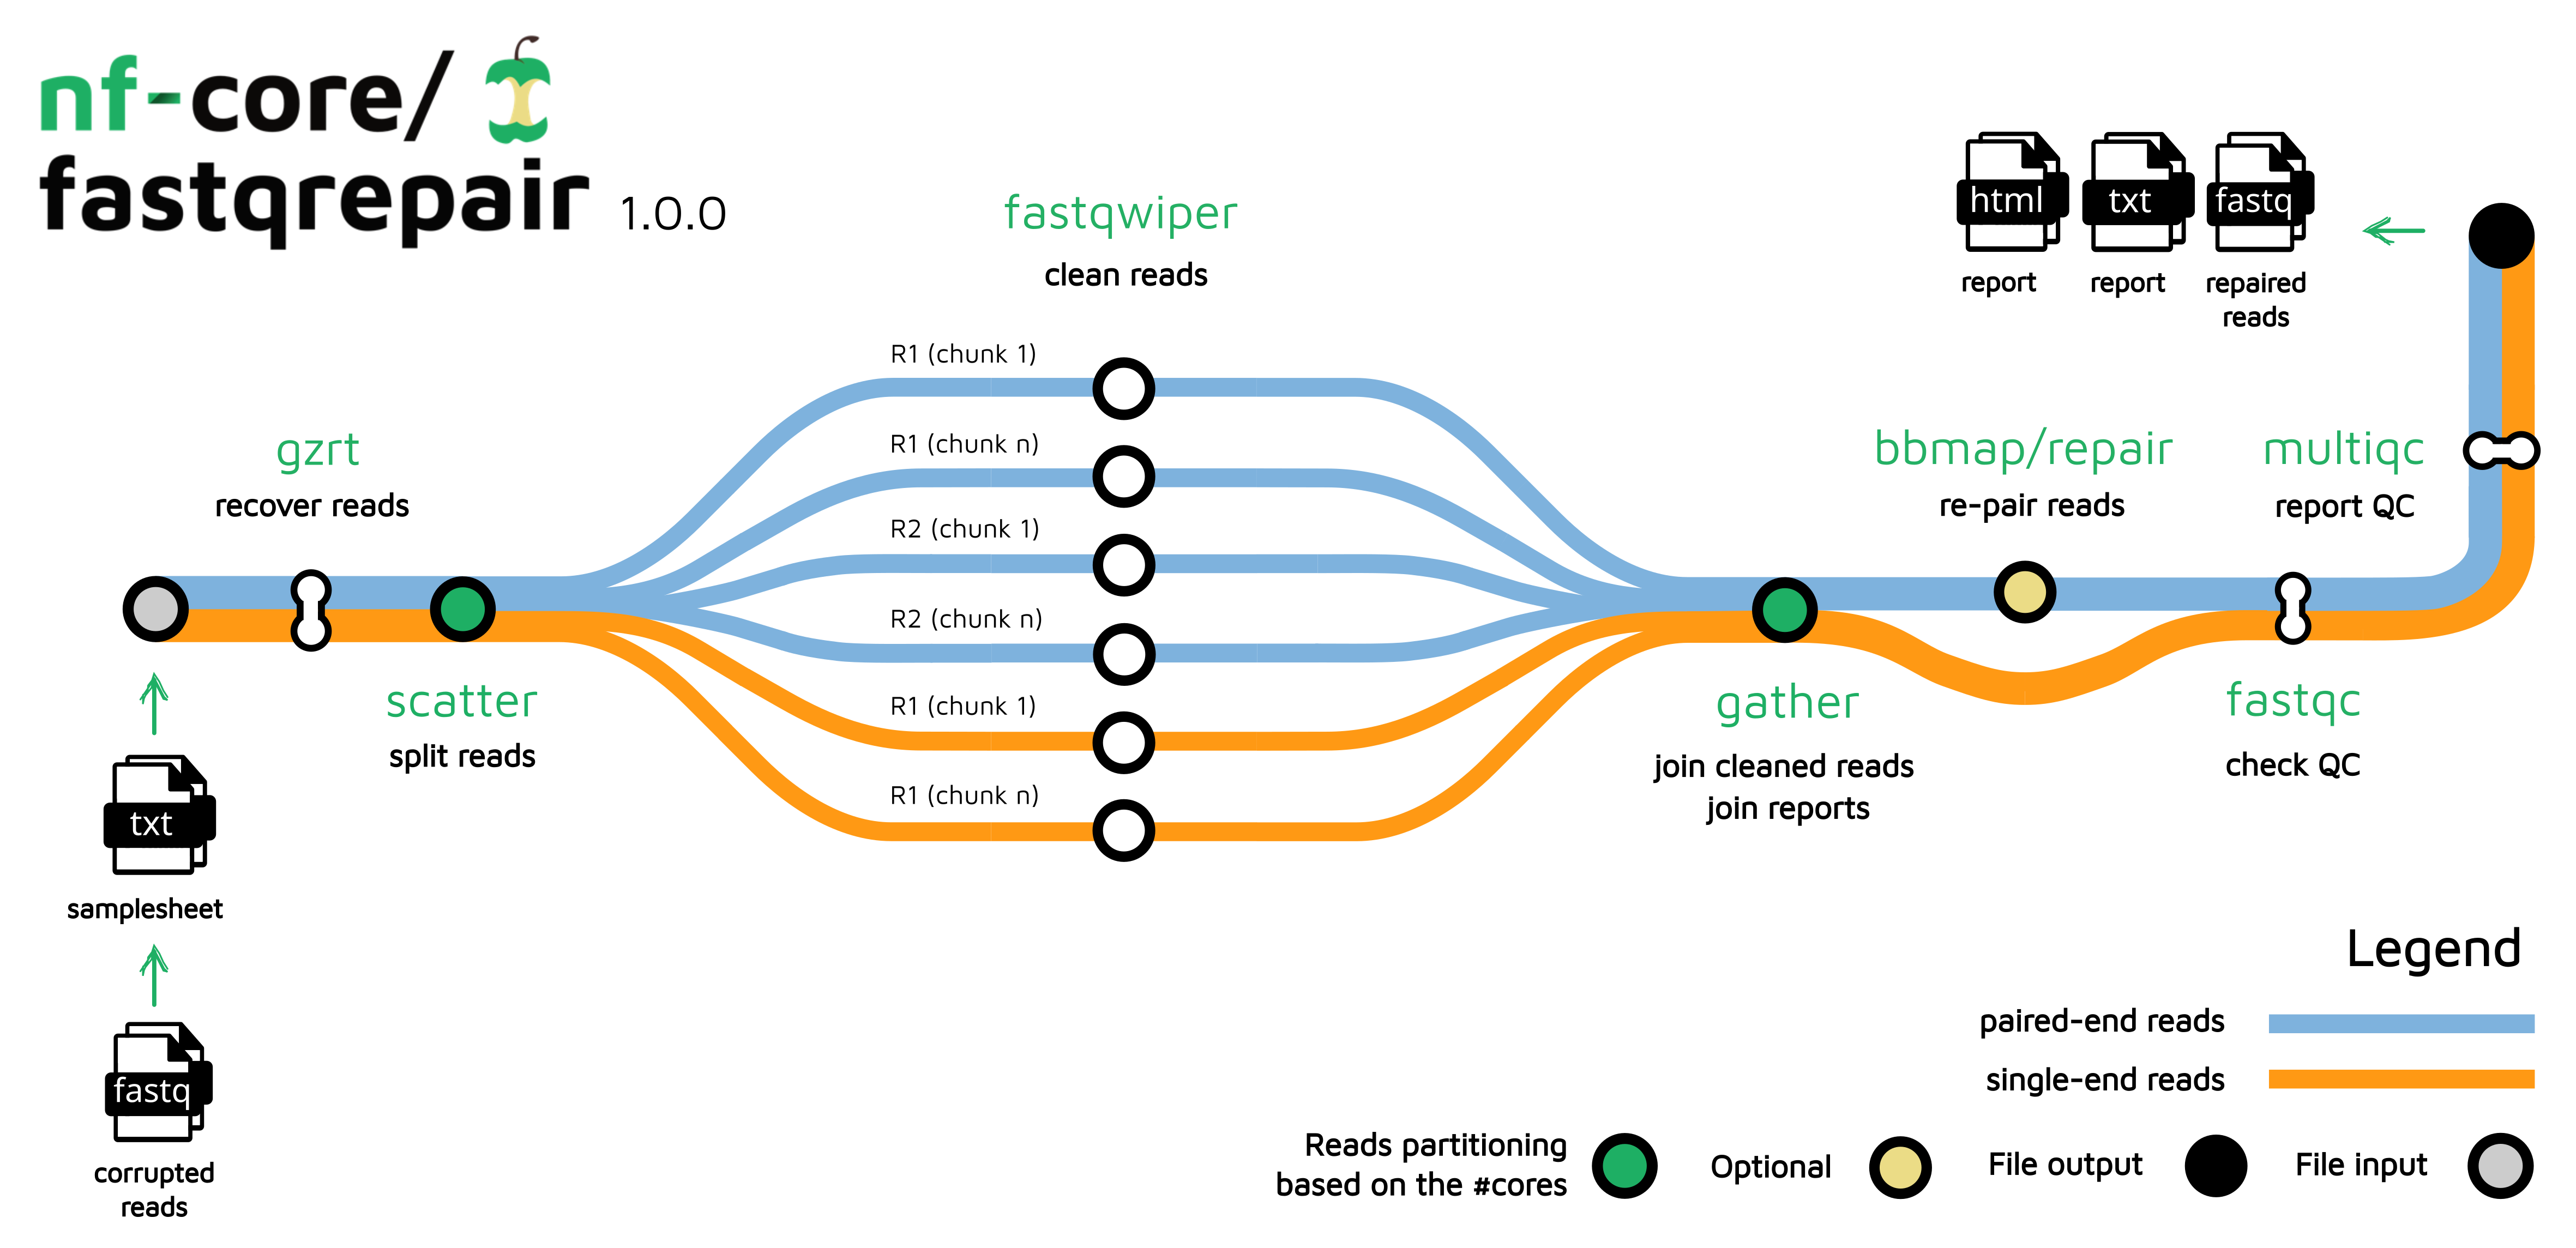 nf-core/
fastqrepair 1.0.0
fastqwiper
clean reads
R1 (chunk 1)
R1 (chunk n)
R2 (chunk 1)
R2 (chunk n)
R1 (chunk 1)
R1 (chunk n)
gzrt
recover reads
scatter
split reads
txt
samplesheet
fastq
corrupted
reads
html
report
txt
report
fastq
repaired
reads
bbmap/repair
re-pair reads
multiqc
report QC
gather
join cleaned reads
join reports
fastqc
check QC
Legend
paired-end reads
single-end reads
Reads partitioning
based on the #cores
Optional
File output
File input